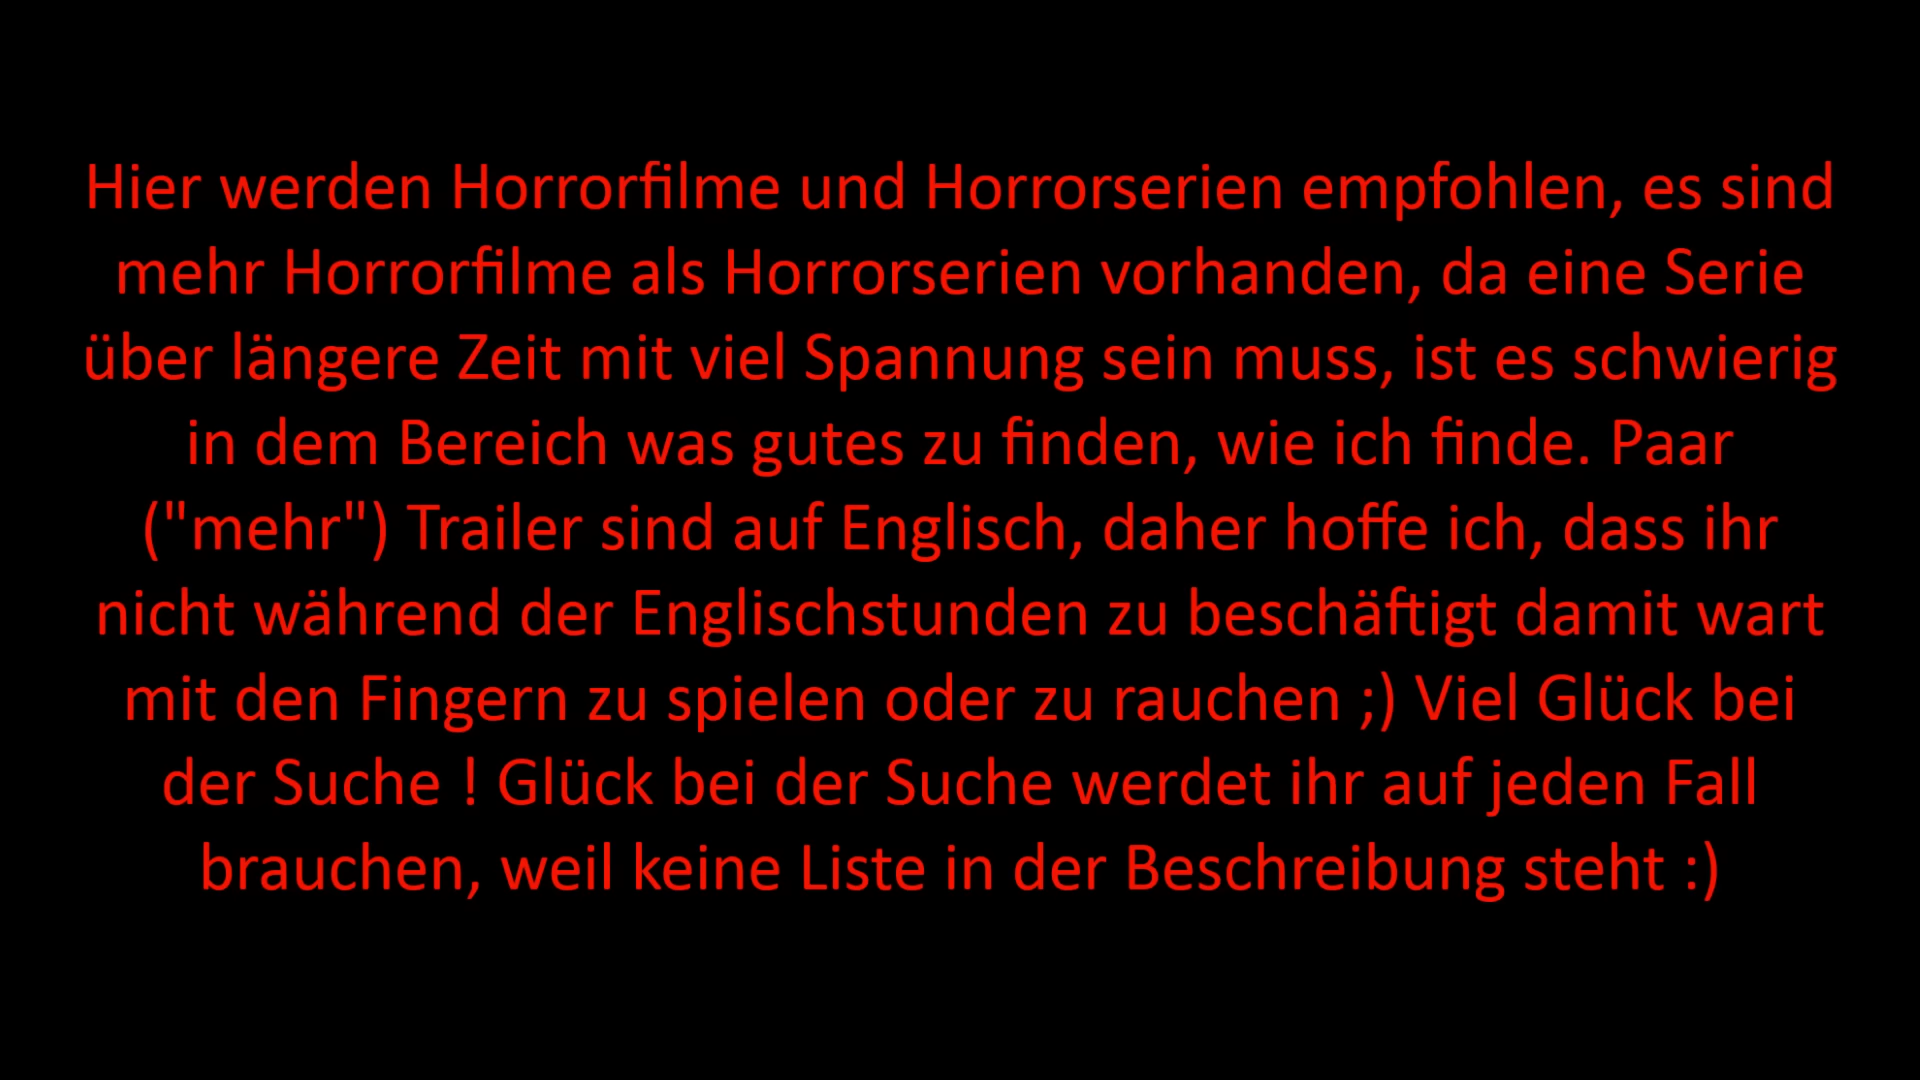 Hier werden Horrorfilme und Horrorserien empfohlen, es sind
mehr Horrorfilme als Horrorserien vorhanden, da eine Serie
über längere Zeit mit viel Spannung sein muss, ist es schwierig
in dem Bereich was gutes zu finden, wie ich finde. Paar
("mehr") Trailer sind auf Englisch, daher hoffe ich, dass ihr
nicht während der Englischstunden zu beschäftigt damit wart
mit den Fingern zu spielen oder zu rauchen ;) Viel Glück bei
der Suche ! Glück bei der Suche werdet ihr auf jeden Fall
brauchen, weil keine Liste in der Beschreibung steht :)